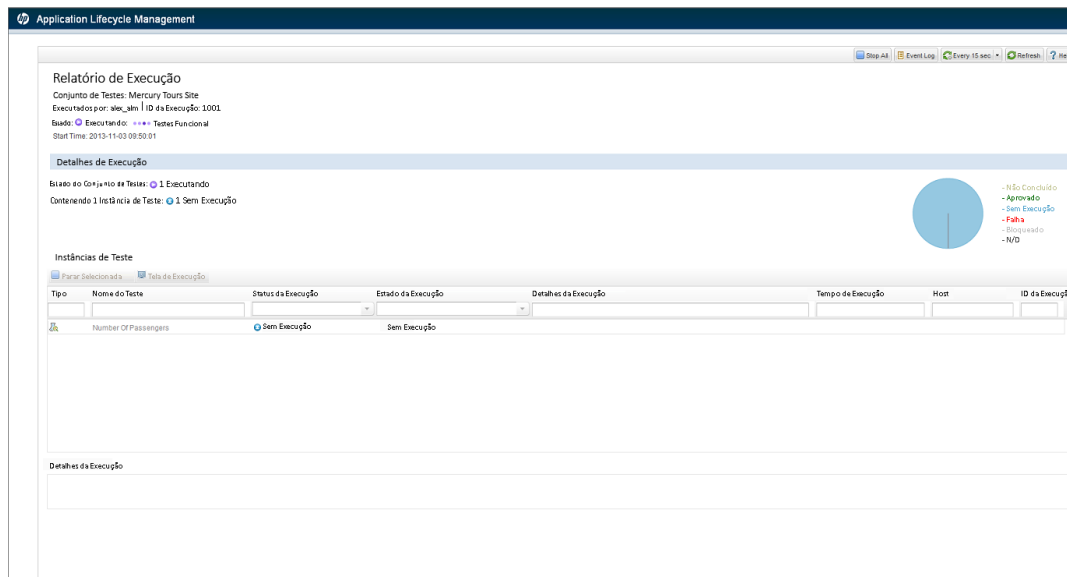 hp Application Lifecycle Management
Stop All Event Log Every 15 sec. Refresh ? He
Relatório de Execução
Conjunto de Testes: Mercury Tours Site
Executados por: alex_alm | ID da Execução: 1001
Estado: Executando: Testes Funcional
Start Time: 2013-11-03 09:50:01
Detalhes de Execução
Estado do Conjunto de Testes: 1 Executando
Contenendo 1 Instância de Teste: 1 Sem Execução
- Não Concluído
- Aprovado
- Sem Execução
- Falha
- Bloqueado
- N/D
Instâncias de Teste
Parar Selecionada Tela de Execução
Tipo Nome do Teste Status da Execução Estado da Execução Detalhes da Execução Tempo de Execução Host ID da Execuçã
Number Of Passengers Sem Execução Sem Execução
Detalhes da Execução